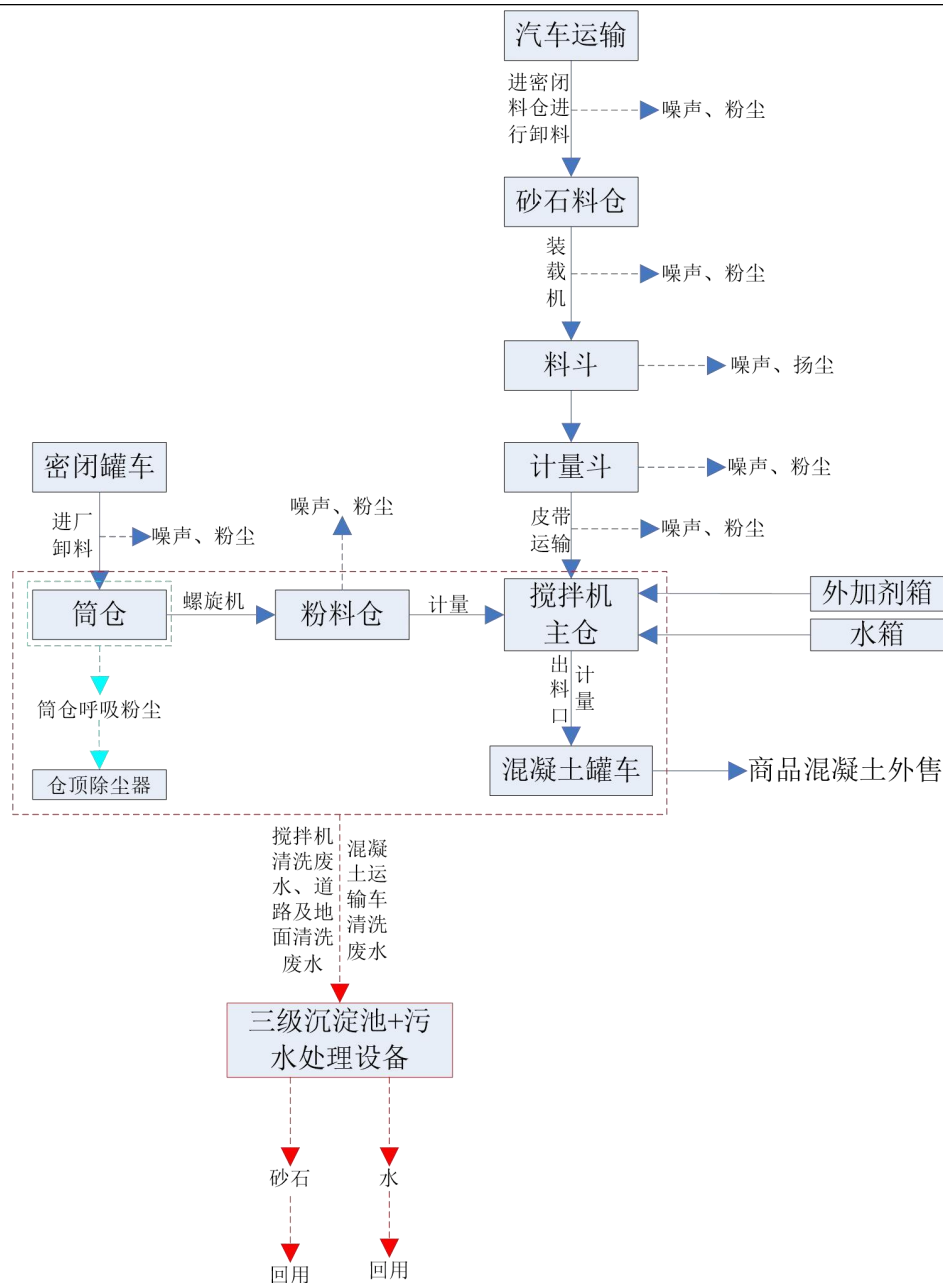 汽车运输
进密闭
料仓进
行卸料
噪声、粉尘
砂石料仓
装
载
机
噪声、粉尘
料斗
噪声、扬尘
密闭罐车
计量斗
噪声、粉尘
进厂
卸料
噪声、粉尘
噪声、粉尘
皮带
运输
噪声、粉尘
筒仓
螺旋机
粉料仓
计量
搅拌机
主仓
外加剂箱
水箱
出
料
口
计
量
筒仓呼吸粉尘
仓顶除尘器
混凝土罐车
商品混凝土外售
搅拌机
清洗废
水、道
路及地
面清洗
废水
混凝
土运
输车
清洗
废水
三级沉淀池+污
水处理设备
砂石
水
回用
回用